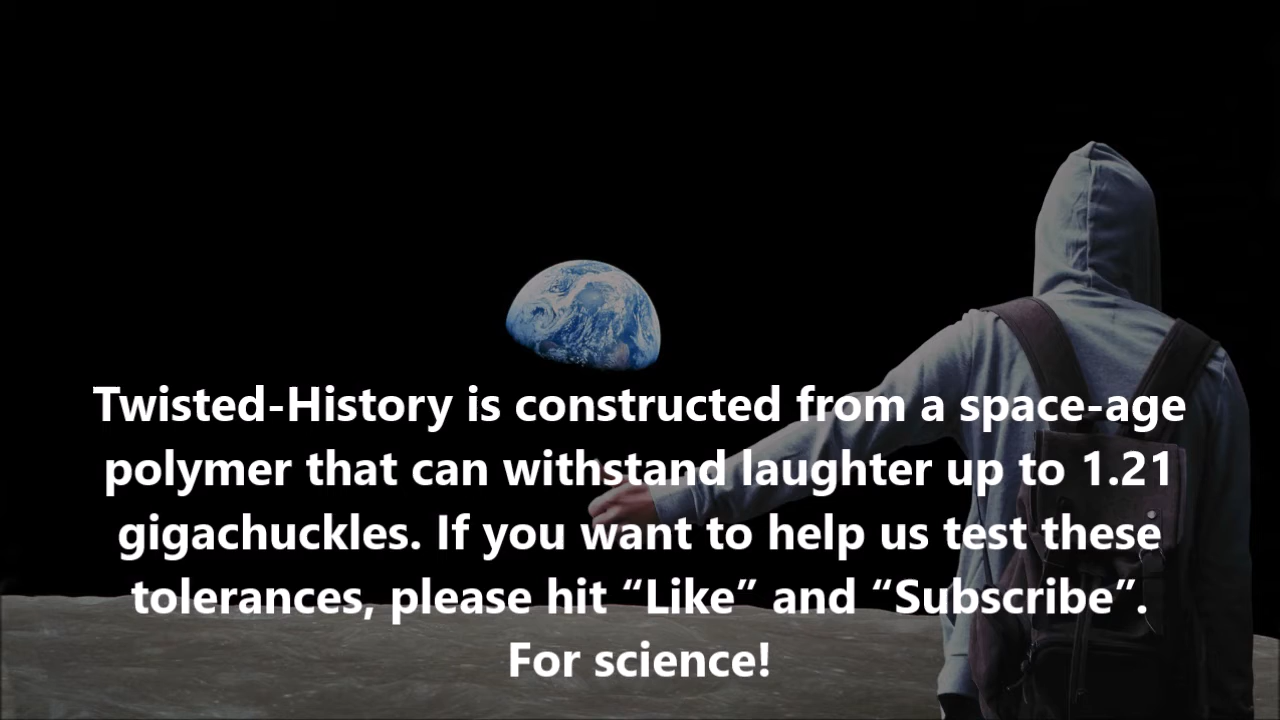 Twisted-History is constructed from a space-age
polymer that can withstand laughter up to 1.21
gigachuckles. If you want to help us test these
tolerances, please hit “Like” and “Subscribe”.
For science!